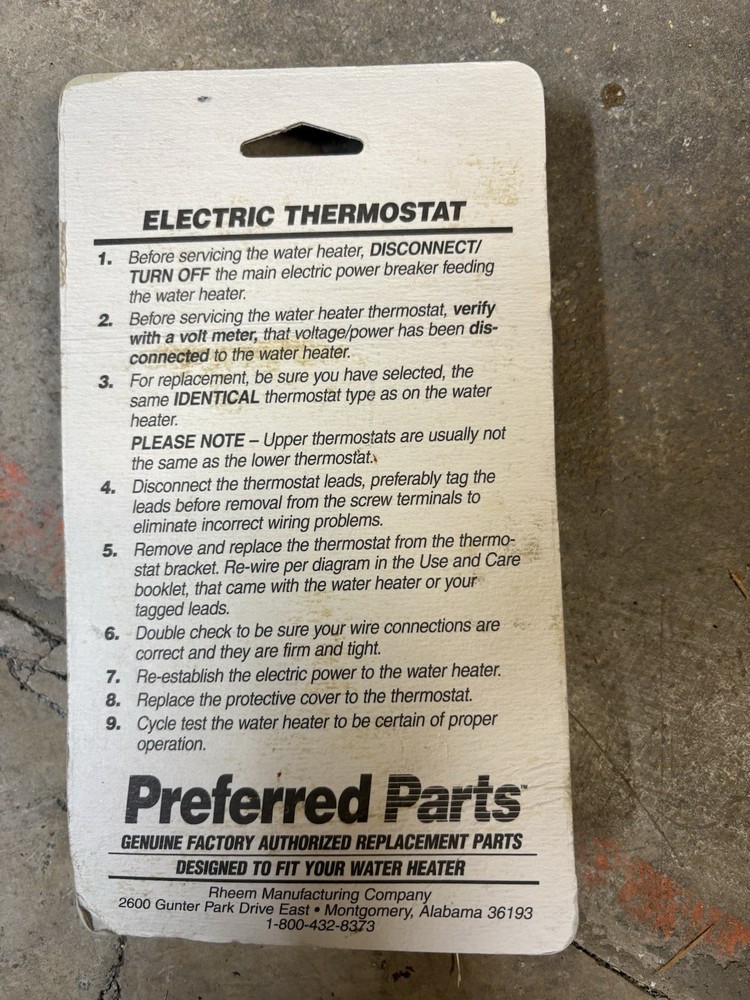 ELECTRIC THERMOSTAT
1. Before servicing the water heater, DISCONNECT/
TURN OFF the main electric power breaker feeding
the water heater.
2. Before servicing the water heater thermostat, verify
with a volt meter, that voltage/power has been dis-
connected to the water heater.
3. For replacement, be sure you have selected, the
same IDENTICAL thermostat type as on the water
heater.
PLEASE NOTE – Upper thermostats are usually not
the same as the lower thermostat.
4. Disconnect the thermostat leads, preferably tag the
leads before removal from the screw terminals to
eliminate incorrect wiring problems.
5. Remove and replace the thermostat from the thermo-
stat bracket. Re-wire per diagram in the Use and Care
booklet, that came with the water heater or your
tagged leads.
6. Double check to be sure your wire connections are
correct and they are firm and tight.
7. Re-establish the electric power to the water heater.
8. Replace the protective cover to the thermostat.
9. Cycle test the water heater to be certain of proper
operation.
Preferred Parts™
GENUINE FACTORY AUTHORIZED REPLACEMENT PARTS
DESIGNED TO FIT YOUR WATER HEATER
Rheem Manufacturing Company
2600 Gunter Park Drive East • Montgomery, Alabama 36193
1-800-432-8373